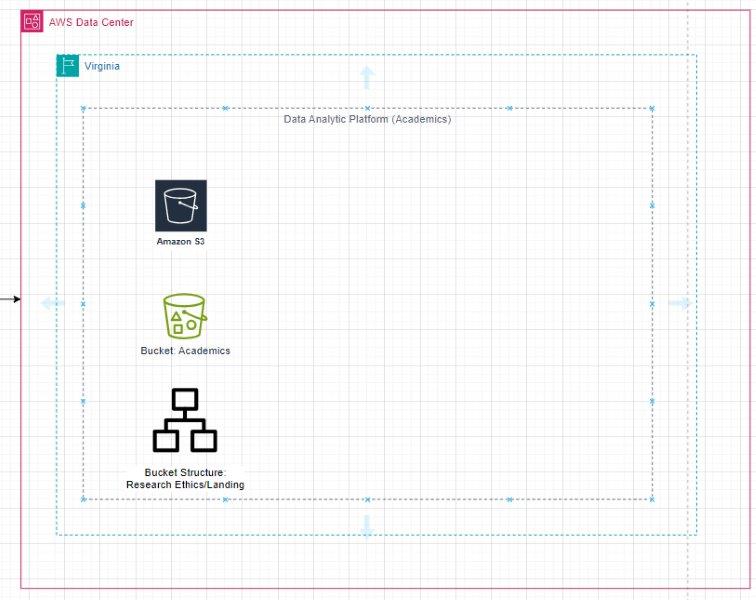 AWS Data Center
Virginia
Data Analytic Platform (Academics)
Amazon S3
Bucket: Academics
Bucket Structure:
Research Ethics/Landing